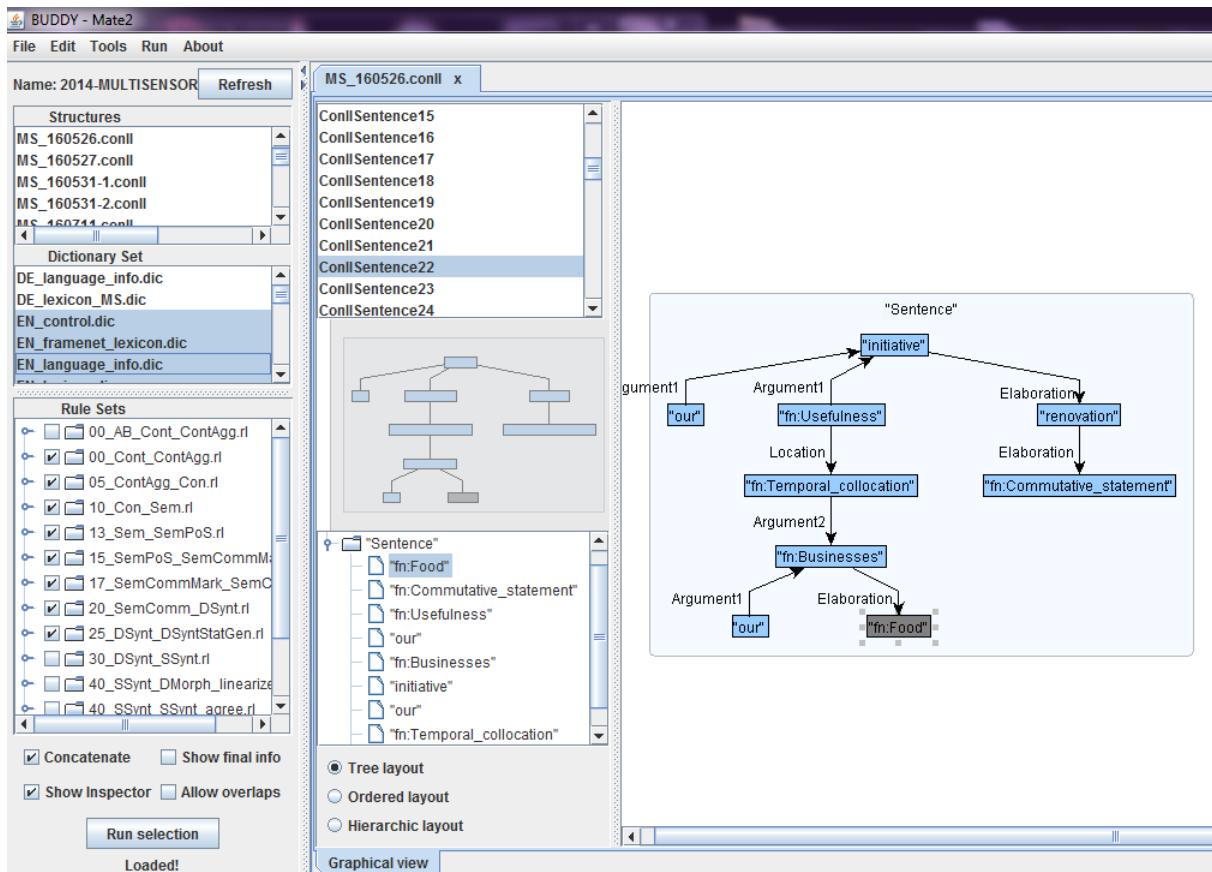 BUDDY - Mate2
File Edit Tools Run About
Name: 2014-MULTISENSOR
Refresh
Structures
MS_160526.conll
MS_160527.conll
MS_160531-1.conll
MS_160531-2.conll
MS_160711.conll
Dictionary Set
DE_language_info.dic
DE_lexicon_MS.dic
EN_control.dic
EN_framenet_lexicon.dic
EN_language_info.dic
Rule Sets
00_AB_Cont_ContAgg.rl
00_Cont_ContAgg.rl
05_ContAgg_Con.rl
10_Con_Sem.rl
13_Sem_SemPoS.rl
15_SemPoS_SemCommMa
17_SemCommMark_SemC
20_SemComm_DSynt.rl
25_DSynt_DSyntStatGen.rl
30_DSynt_SSynt.rl
40_SSynt_DMorph_linearize
40_SSynt_SSynt_agree.rl
Concatenate Show final info
Show Inspector Allow overlaps
Run selection
Loaded!
MS_160526.conll x
ConllSentence15
ConllSentence16
ConllSentence17
ConllSentence18
ConllSentence19
ConllSentence20
ConllSentence21
ConllSentence22
ConllSentence23
ConllSentence24
"Sentence"
"fn:Food"
"fn:Commutative_statement"
"fn:Usefulness"
"our"
"fn:Businesses"
"initiative"
"our"
"fn:Temporal_collocation"
Tree layout
Ordered layout
Hierarchic layout
Graphical view
"Sentence"
"initiative"
gument1 Argument1 Elaboration
"our" "fn:Usefulness" "renovation"
Location Elaboration
"fn:Temporal_collocation" "fn:Commutative_statement"
Argument2
"fn:Businesses"
Argument1 Elaboration
"our" "fn:Food"